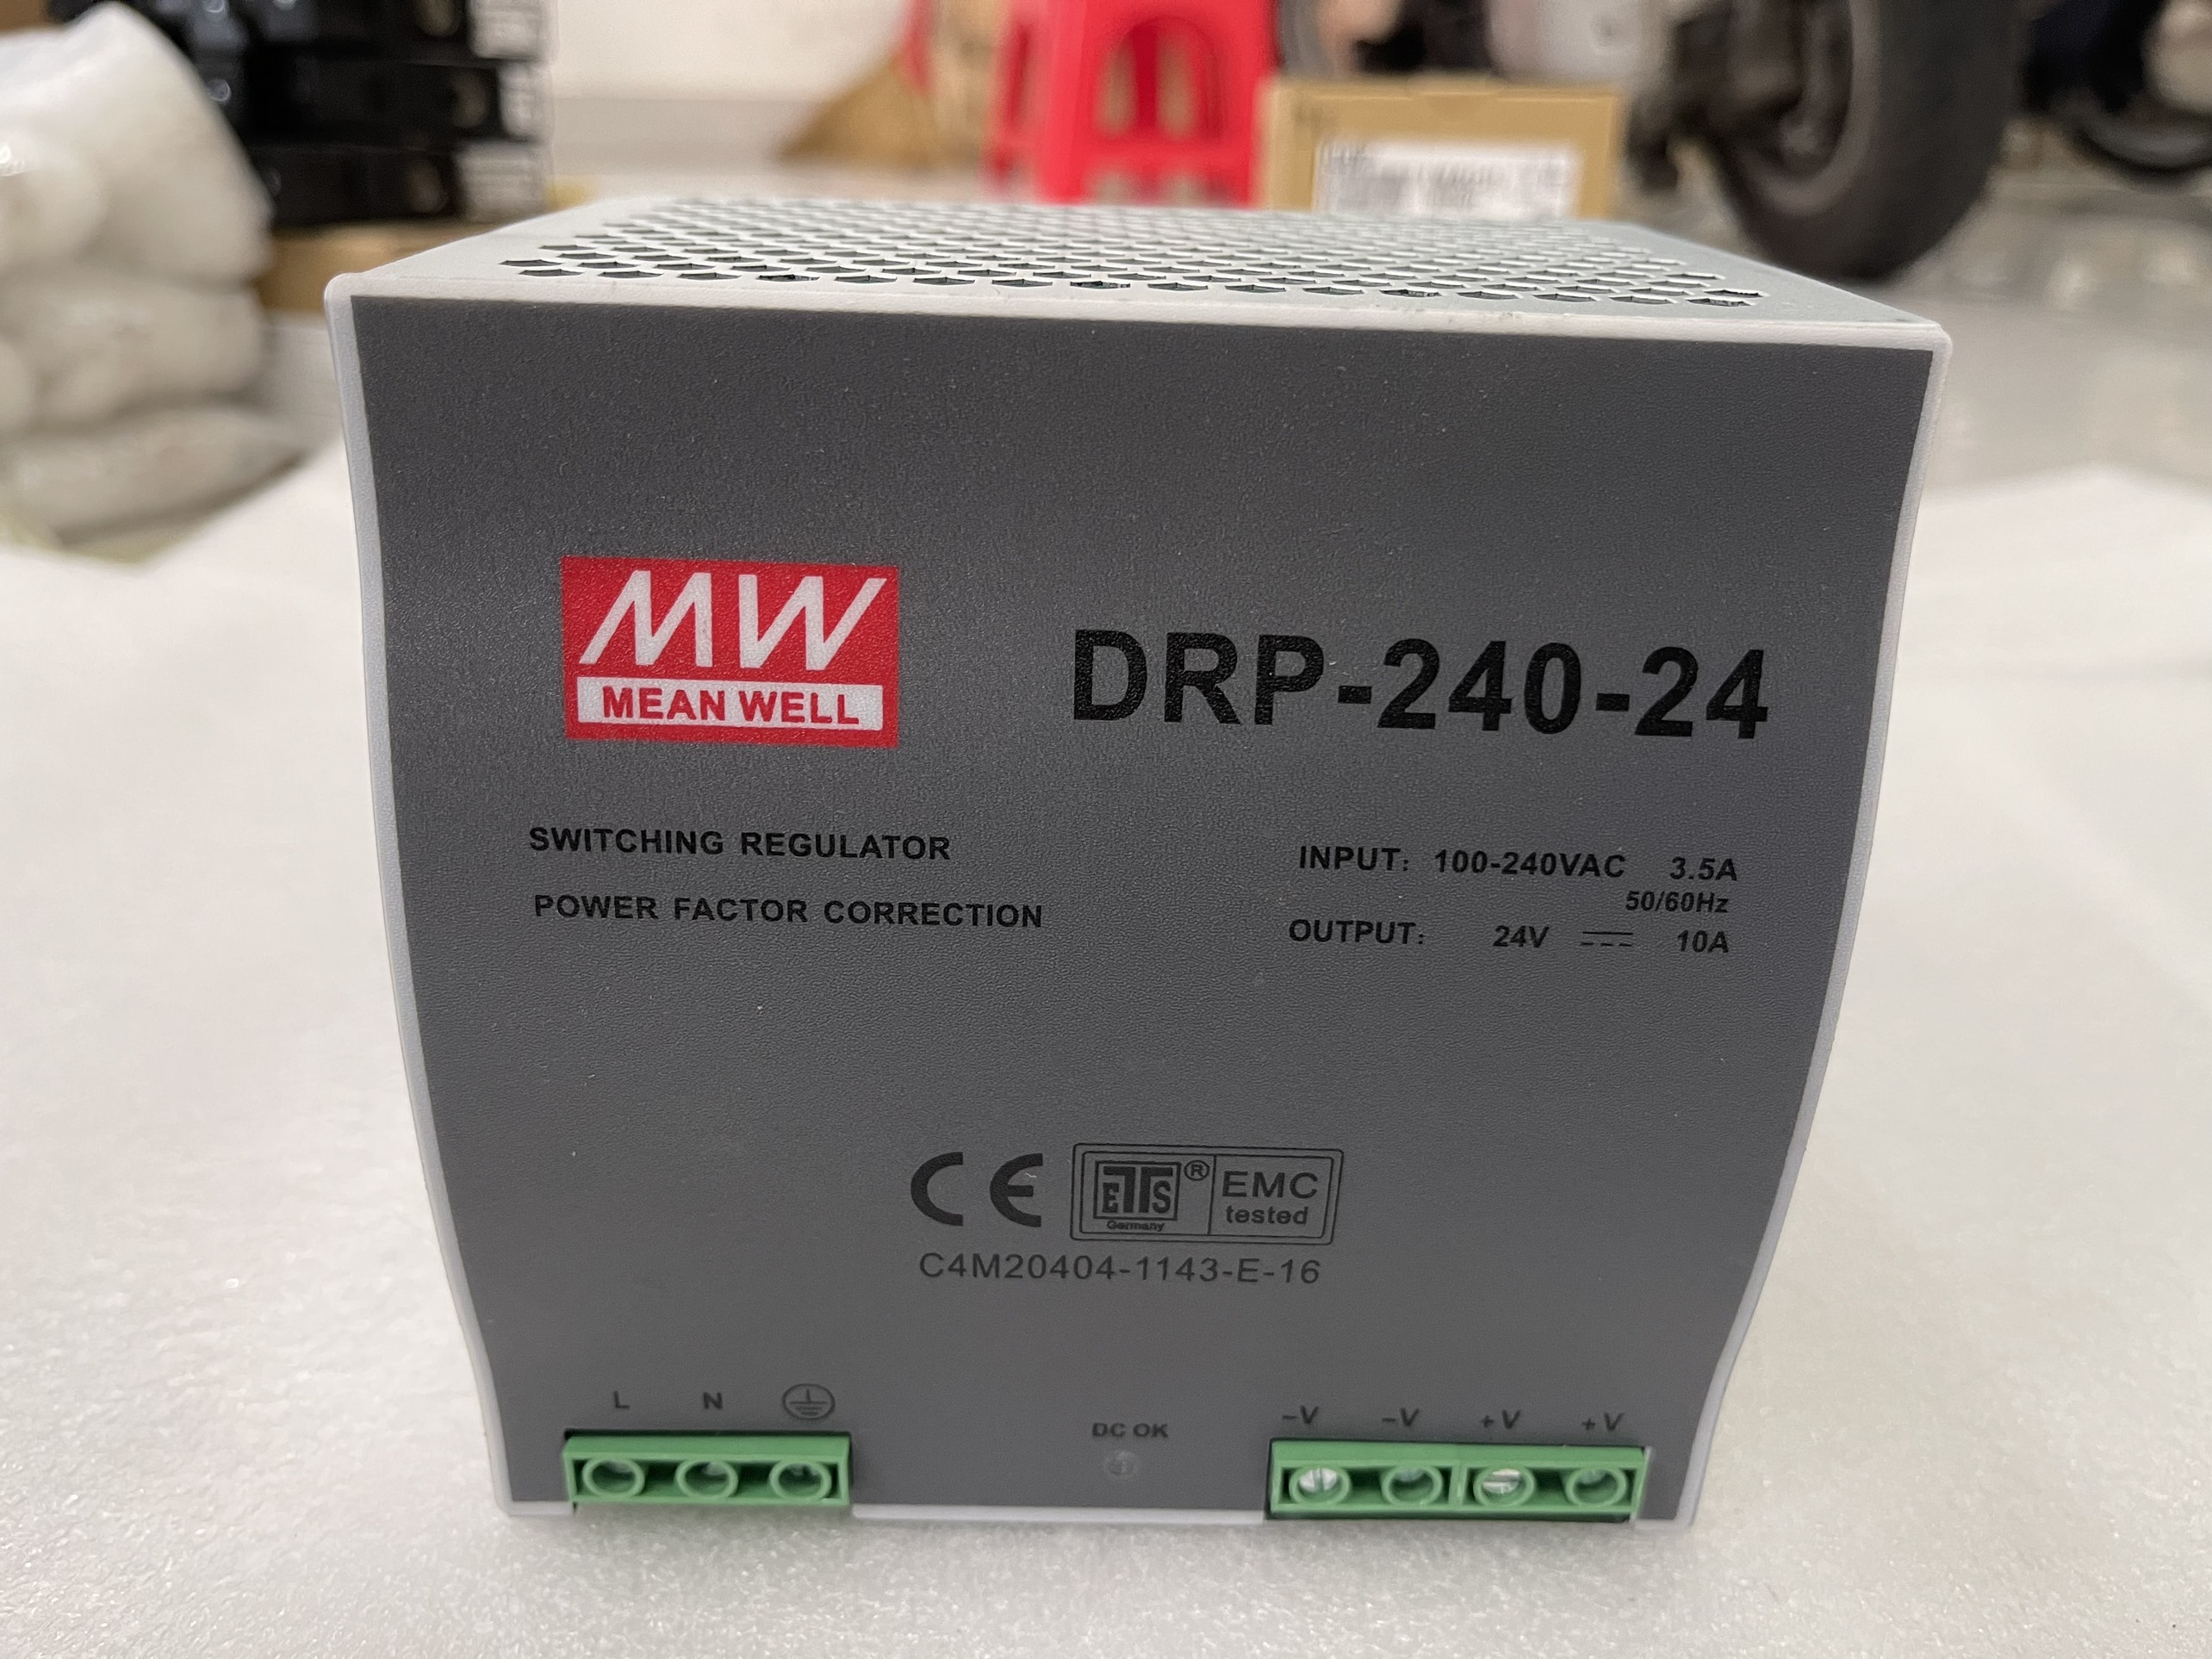 MW
MEAN WELL
DRP-240-24
SWITCHING REGULATOR
POWER FACTOR CORRECTION
INPUT: 100-240VAC 3.5A
50/60Hz
OUTPUT: 24V 10A
CE
ETS® EMC
Germany tested
C4M20404-1143-E-16
L N
DC OK
-V -V +V +V